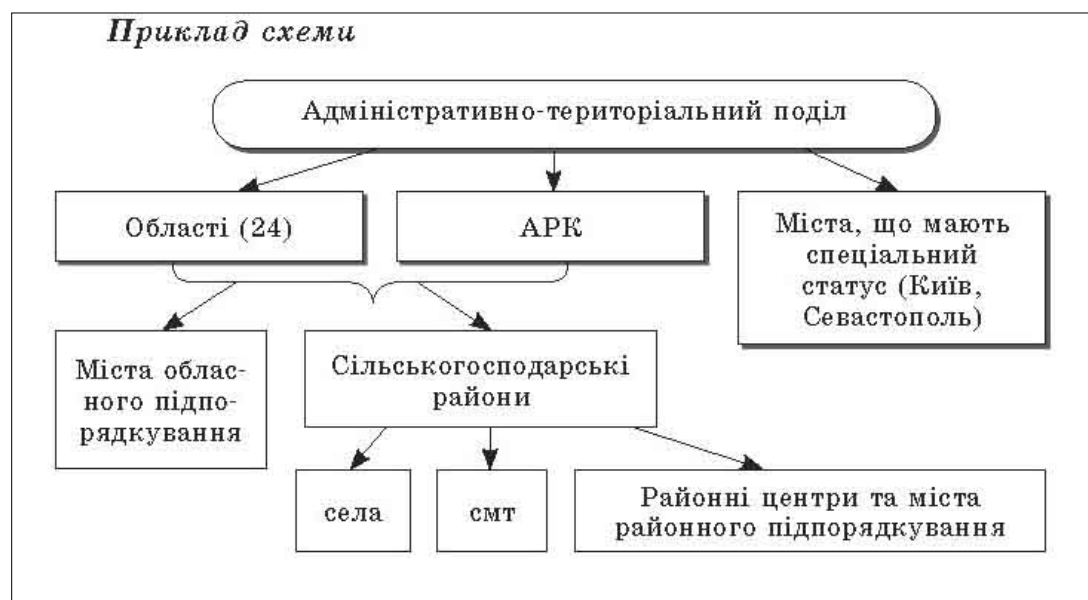 Приклад схеми
Адміністративно-територіальний поділ
Області (24)
АРК
Міста, що мають
спеціальний
статус (Київ,
Севастополь)
Міста облас-
ного підпо-
рядкування
Сільськогосподарські
райони
села
смт
Районні центри та міста
районного підпорядкування